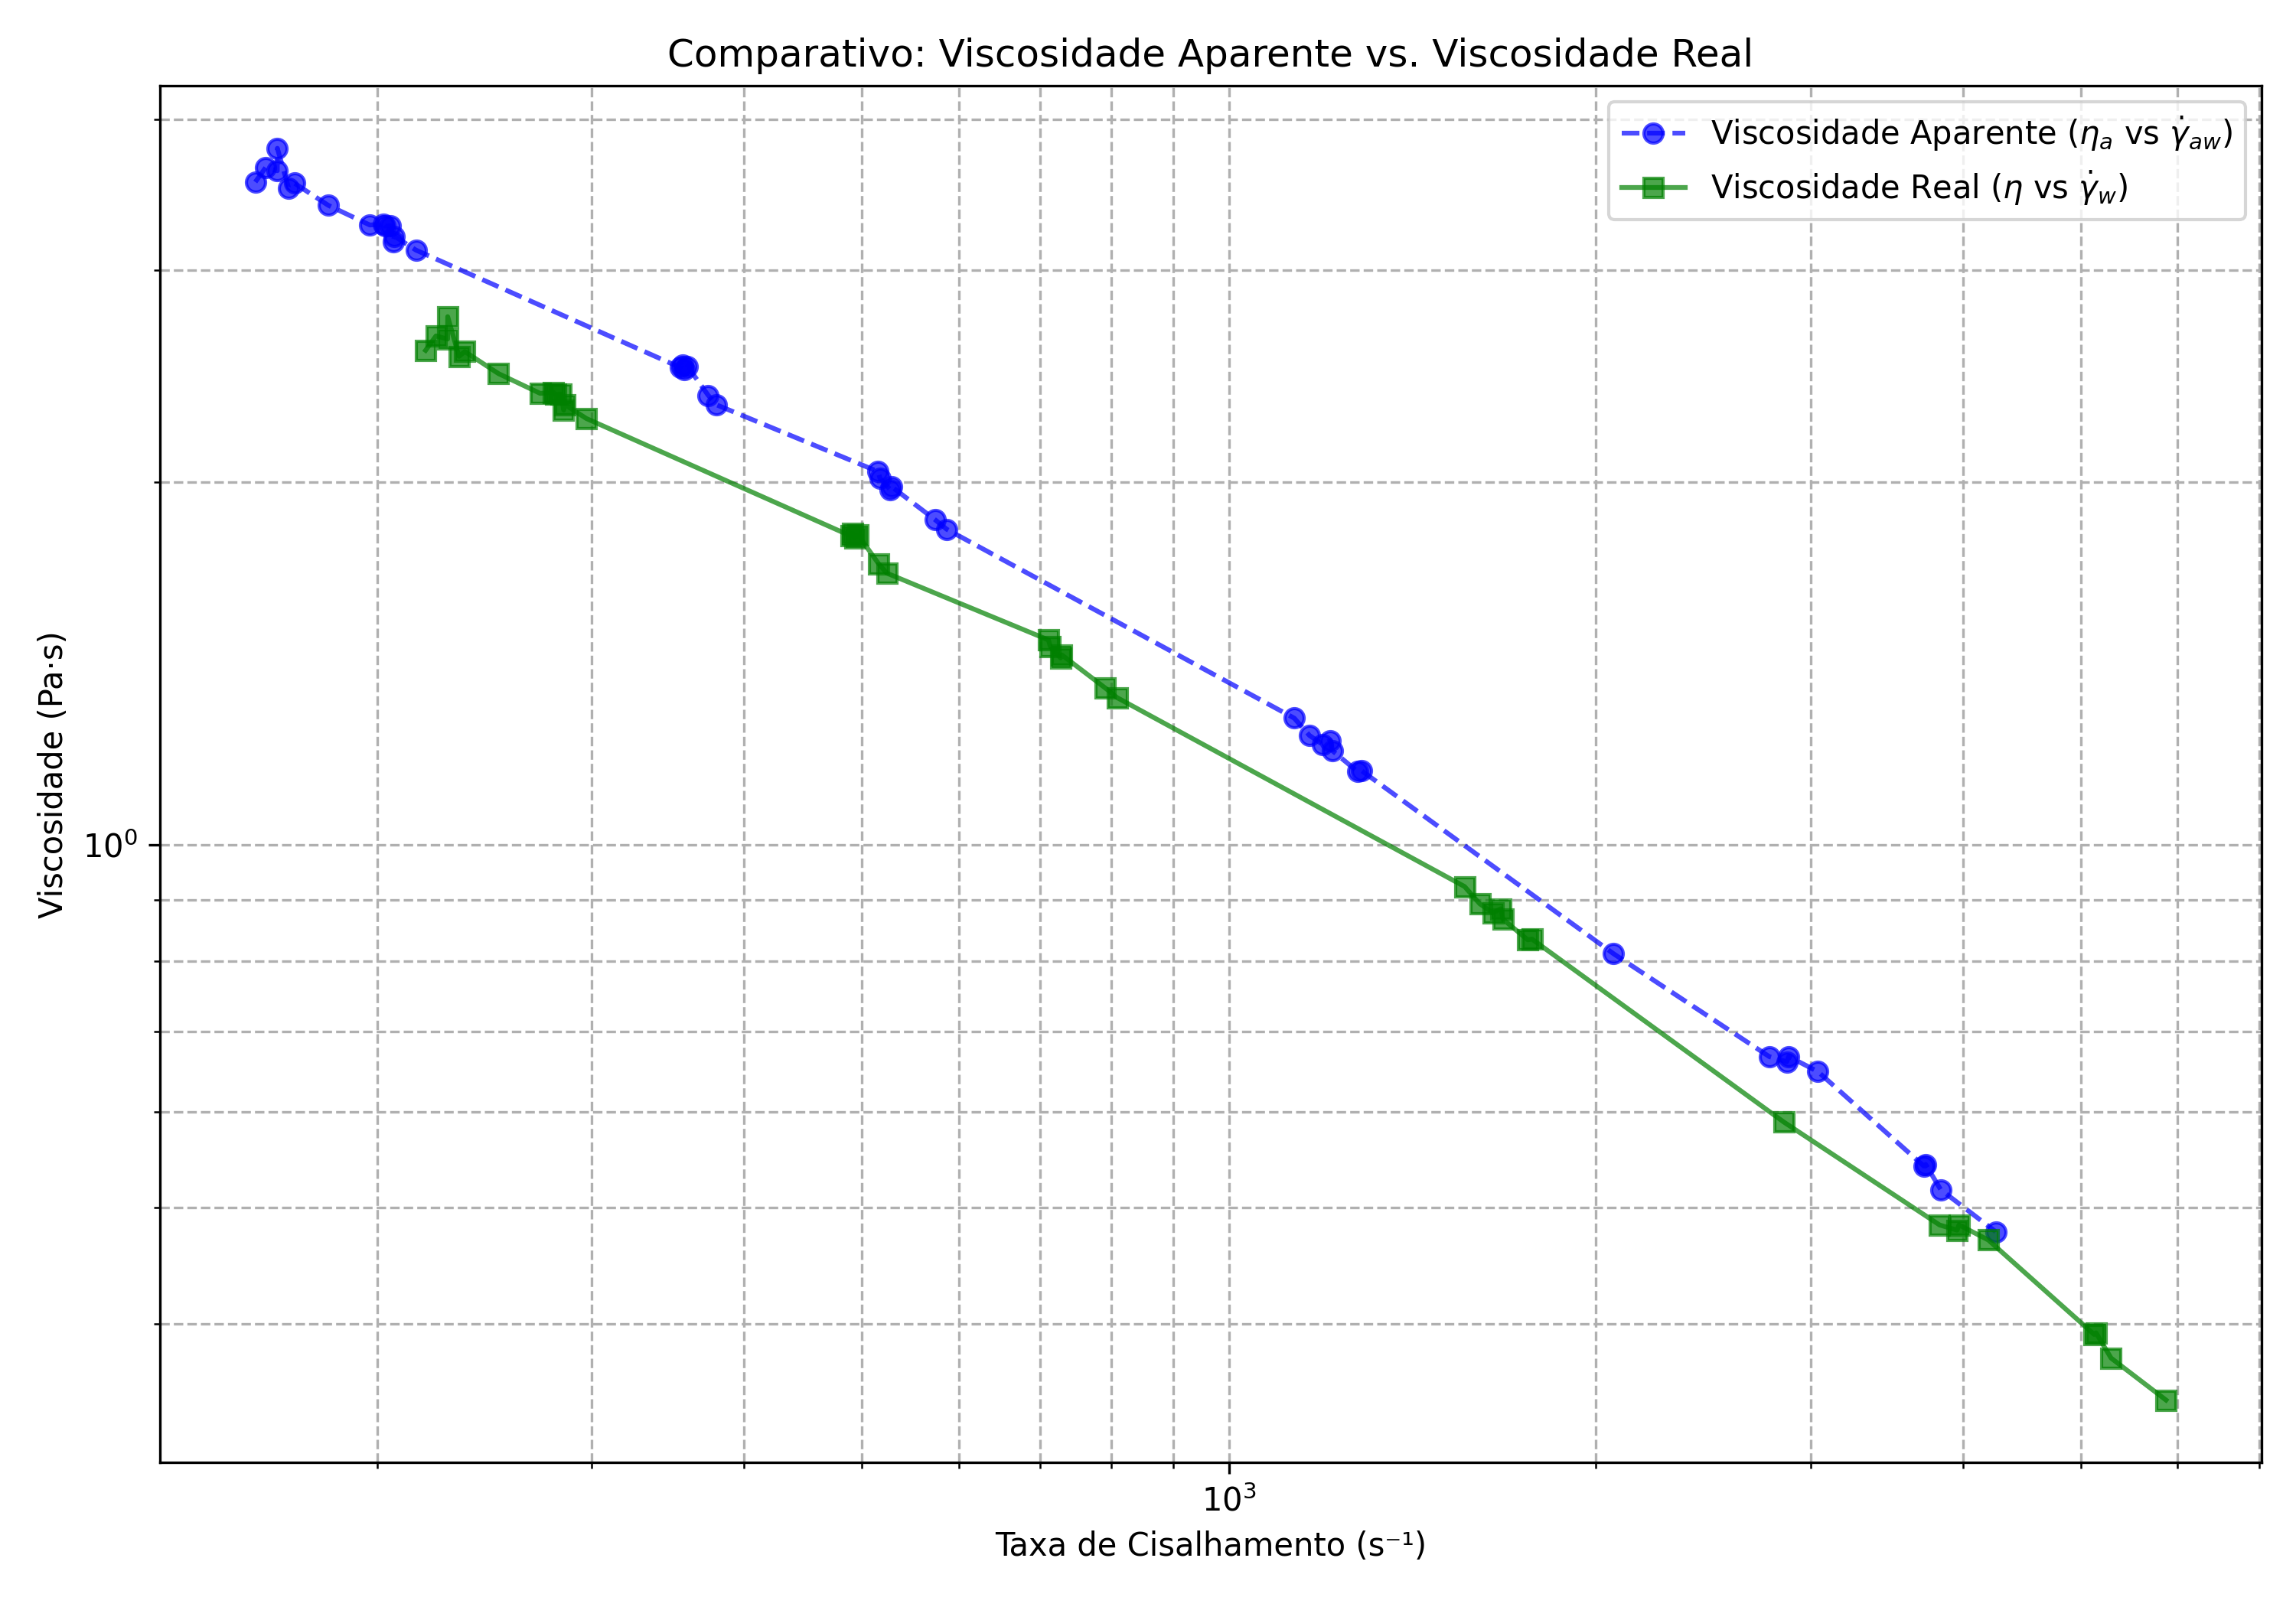 Comparativo: Viscosidade Aparente vs. Viscosidade Real
Viscosidade Aparente (ηₐ vs γ̇ₐw)
Viscosidade Real (η vs γ̇w)
Viscosidade (Pa·s)
10⁰
10³
Taxa de Cisalhamento (s⁻¹)